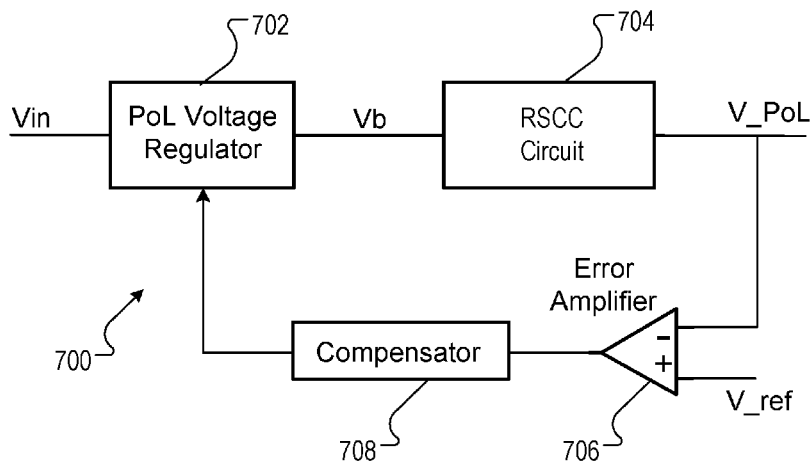 702
704
Vin
PoL Voltage
Regulator
Vb
RSCC
Circuit
V_PoL
Error
Amplifier
-
+
Compensator
700
V_ref
708
706